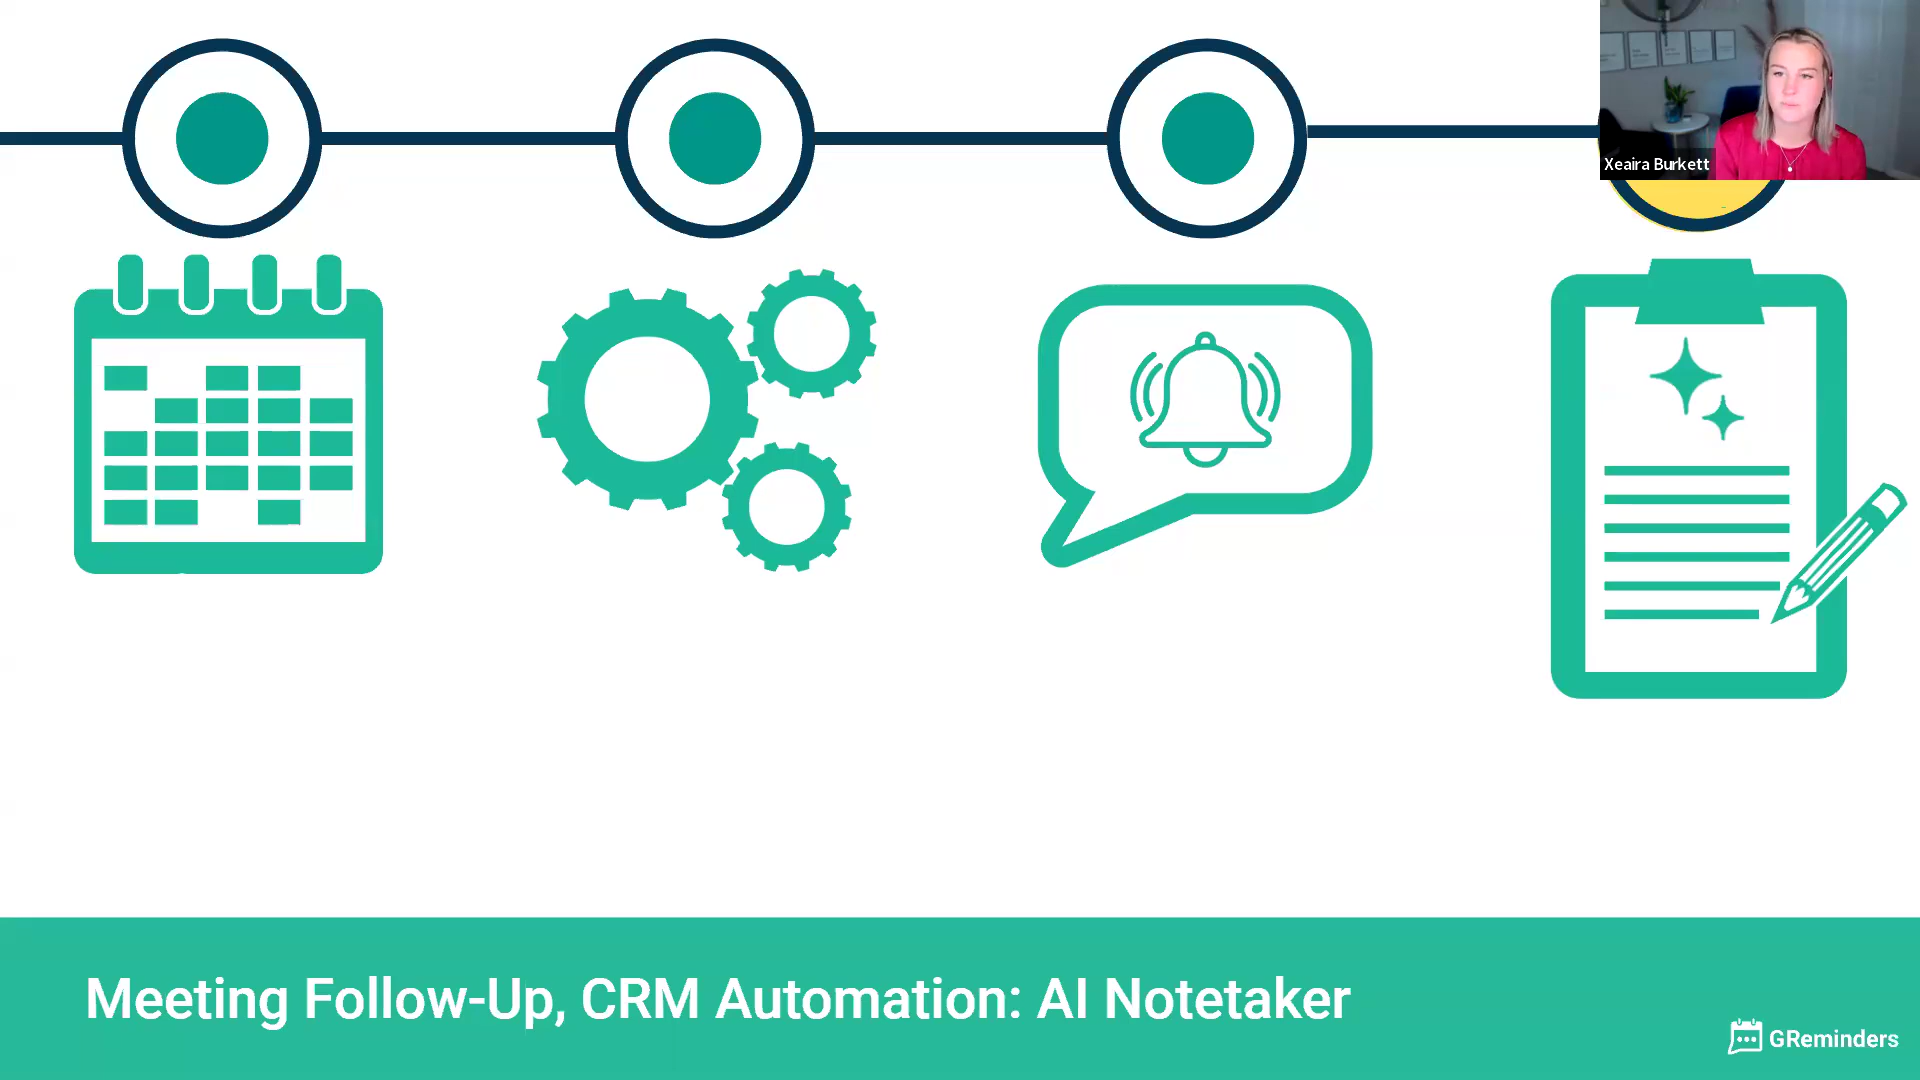 Xeaira Burkett
Meeting Follow-Up, CRM Automation: AI Notetaker
GReminders